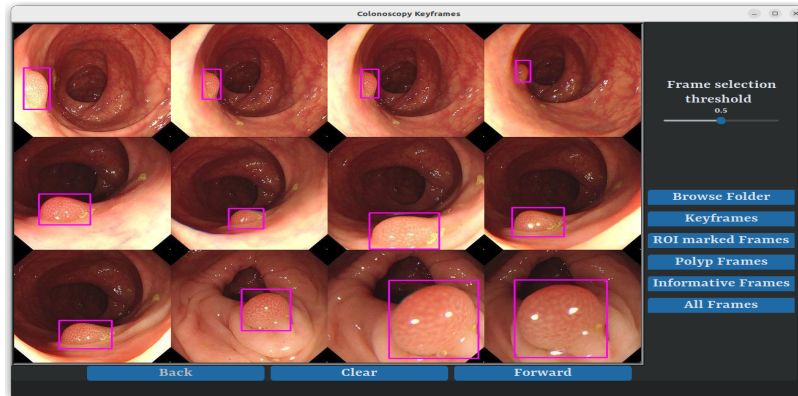 Colonoscopy Keyframes
Frame selection
threshold
0.5
Browse Folder
Keyframes
ROI marked Frames
Polyp Frames
Informative Frames
All Frames
Back
Clear
Forward